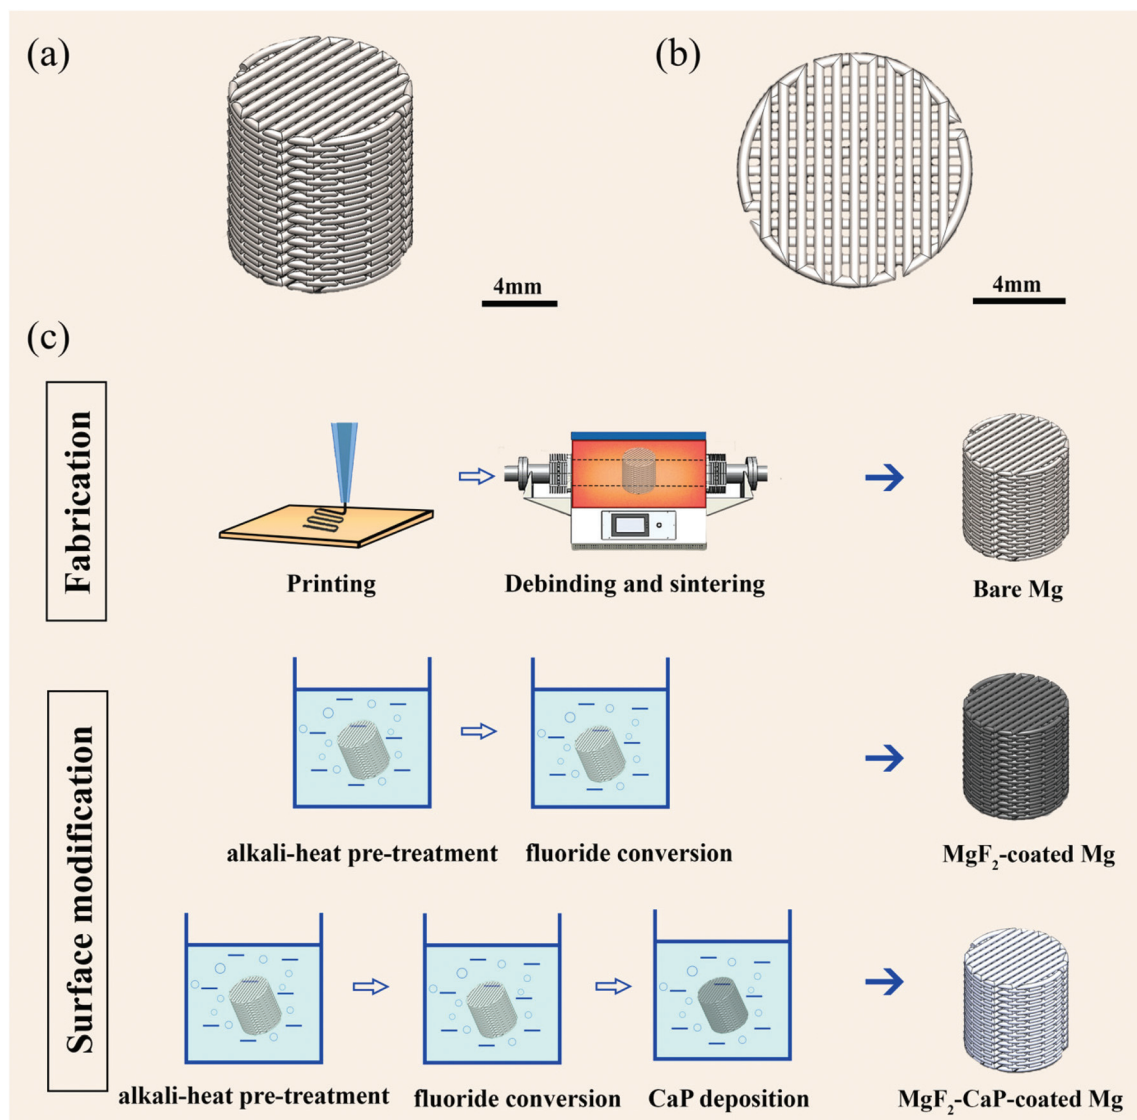 (a)
(b)
4mm
4mm
(c)
Fabrication
Printing
Debinding and sintering
Bare Mg
Surface modification
alkali-heat pre-treatment
fluoride conversion
MgF₂-coated Mg
alkali-heat pre-treatment
fluoride conversion
CaP deposition
MgF₂-CaP-coated Mg